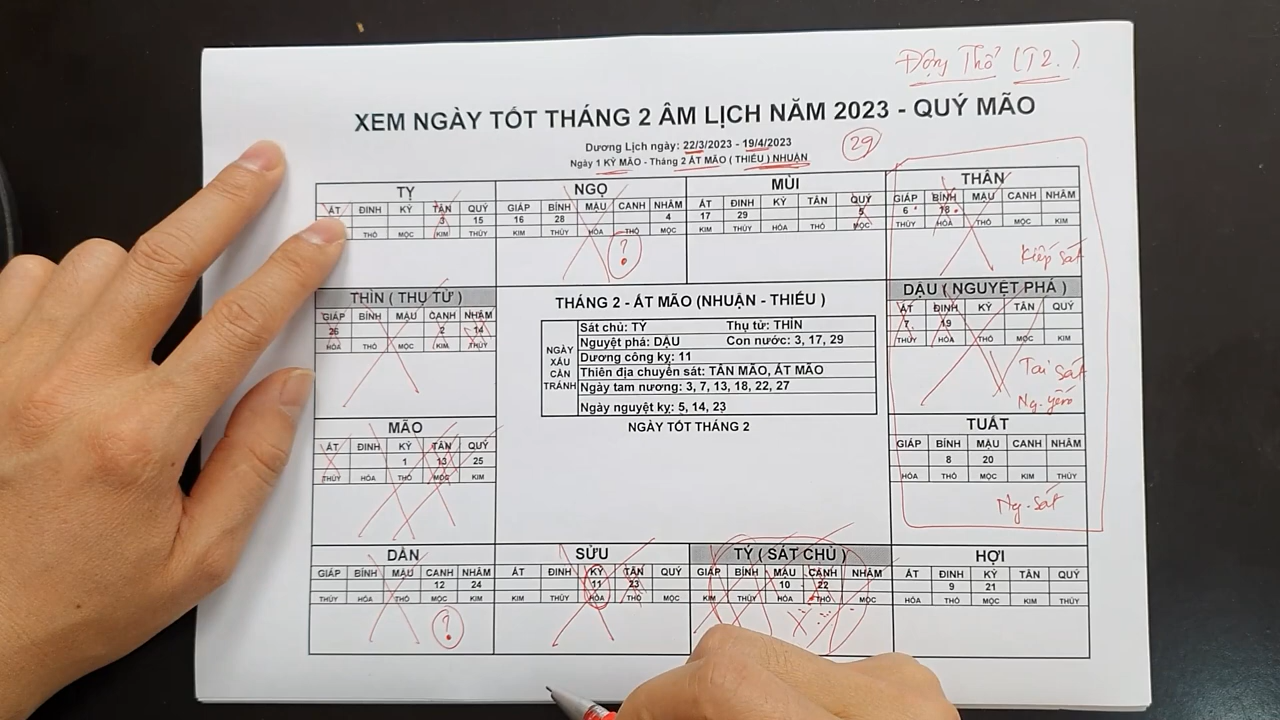 Động Thổ (T2.)
XEM NGÀY TỐT THÁNG 2 ÂM LỊCH NĂM 2023 - QUÝ MÃO
Dương Lịch ngày: 22/3/2023 - 19/4/2023
Ngày 1 KỶ MÃO - Tháng 2 ẤT MÃO ( THIẾU ) NHUẬN
29
TỴ
ẤT ĐINH KỶ TÂN QUÝ
3 15
THỔ MỘC KIM THỦY
NGỌ
GIÁP BÍNH MẬU CANH NHÂM
16 28 4
KIM THỦY HỎA THỔ MỘC
?
MÙI
ẤT ĐINH KỶ TÂN QUÝ
17 29 5
KIM THỦY HỎA THỔ MỘC
THÂN
GIÁP BÍNH MẬU CANH NHÂM
6 18
THỦY HỎA THỔ MỘC KIM
Kiếp sát
THÌN ( THỤ TỬ )
GIÁP BÍNH MẬU CANH NHÂM
26 2 14
HỎA THỔ MỘC KIM THỦY
THÁNG 2 - ẤT MÃO (NHUẬN - THIẾU )
NGÀY XẤU CẦN TRÁNH
Sát chủ: TÝ Thụ tử: THÌN
Nguyệt phá: DẬU Con nước: 3, 17, 29
Dương công kỵ: 11
Thiên địa chuyển sát: TÂN MÃO, ẤT MÃO
Ngày tam nương: 3, 7, 13, 18, 22, 27
Ngày nguyệt kỵ: 5, 14, 23
NGÀY TỐT THÁNG 2
DẬU ( NGUYỆT PHÁ )
ẤT ĐINH KỶ TÂN QUÝ
7 19
THỦY HỎA THỔ MỘC KIM
Tai sát
Ng. yểm
MÃO
ẤT ĐINH KỶ TÂN QUÝ
1 13 25
THỦY HỎA THỔ MỘC KIM
TUẤT
GIÁP BÍNH MẬU CANH NHÂM
8 20
HỎA THỔ MỘC KIM THỦY
Ng. sát
DẦN
GIÁP BÍNH MẬU CANH NHÂM
12 24
THỦY HỎA THỔ MỘC KIM
?
SỬU
ẤT ĐINH KỶ TÂN QUÝ
11 23
KIM THỦY HỎA THỔ MỘC
TÝ ( SÁT CHỦ )
GIÁP BÍNH MẬU CANH NHÂM
10 22
KIM THỦY HỎA THỔ MỘC
HỢI
ẤT ĐINH KỶ TÂN QUÝ
9 21
HỎA THỔ MỘC KIM THỦY